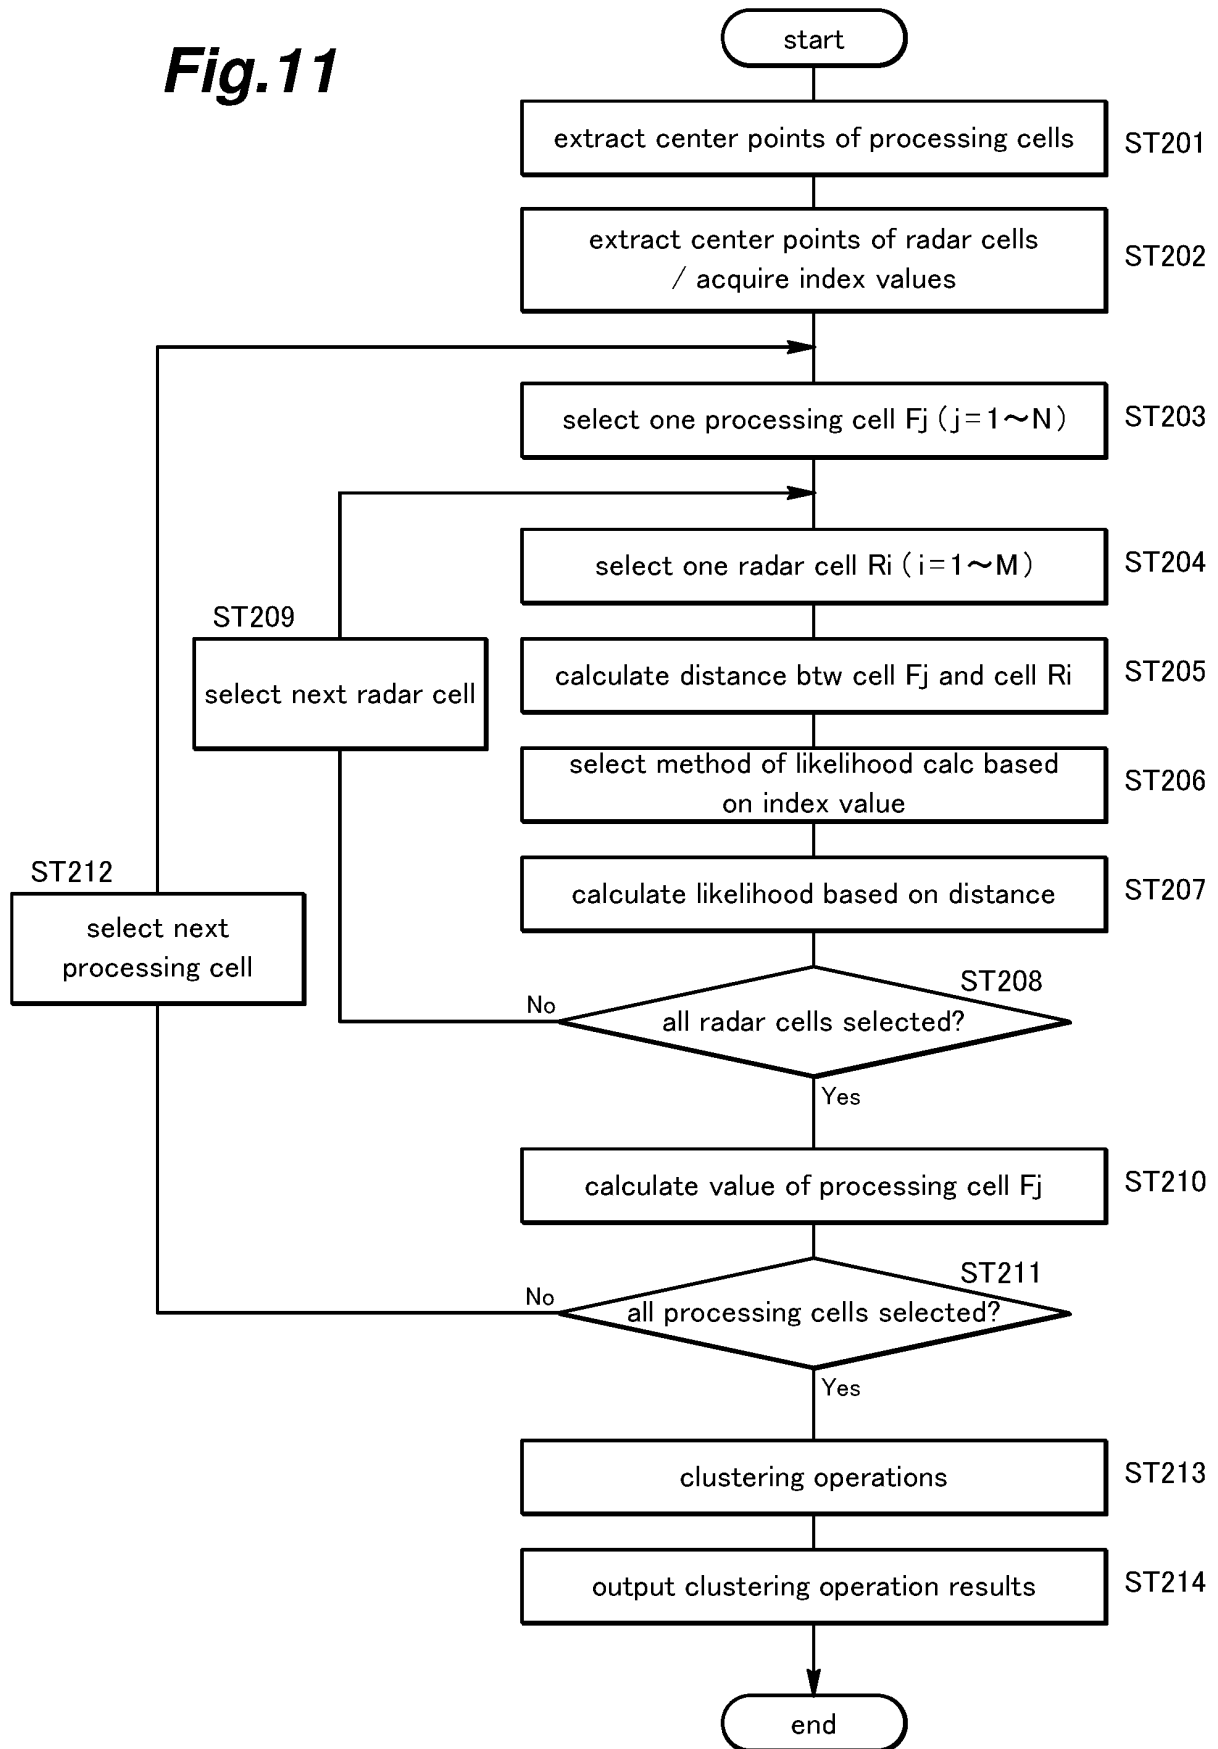 Fig.11
start
extract center points of processing cells
ST201
extract center points of radar cells
/ acquire index values
ST202
select one processing cell Fj (j=1～N)
ST203
select one radar cell Ri (i=1～M)
ST204
ST209
select next radar cell
calculate distance btw cell Fj and cell Ri
ST205
select method of likelihood calc based
on index value
ST206
ST212
select next
processing cell
calculate likelihood based on distance
ST207
ST208
No
all radar cells selected?
Yes
calculate value of processing cell Fj
ST210
ST211
No
all processing cells selected?
Yes
clustering operations
ST213
output clustering operation results
ST214
end